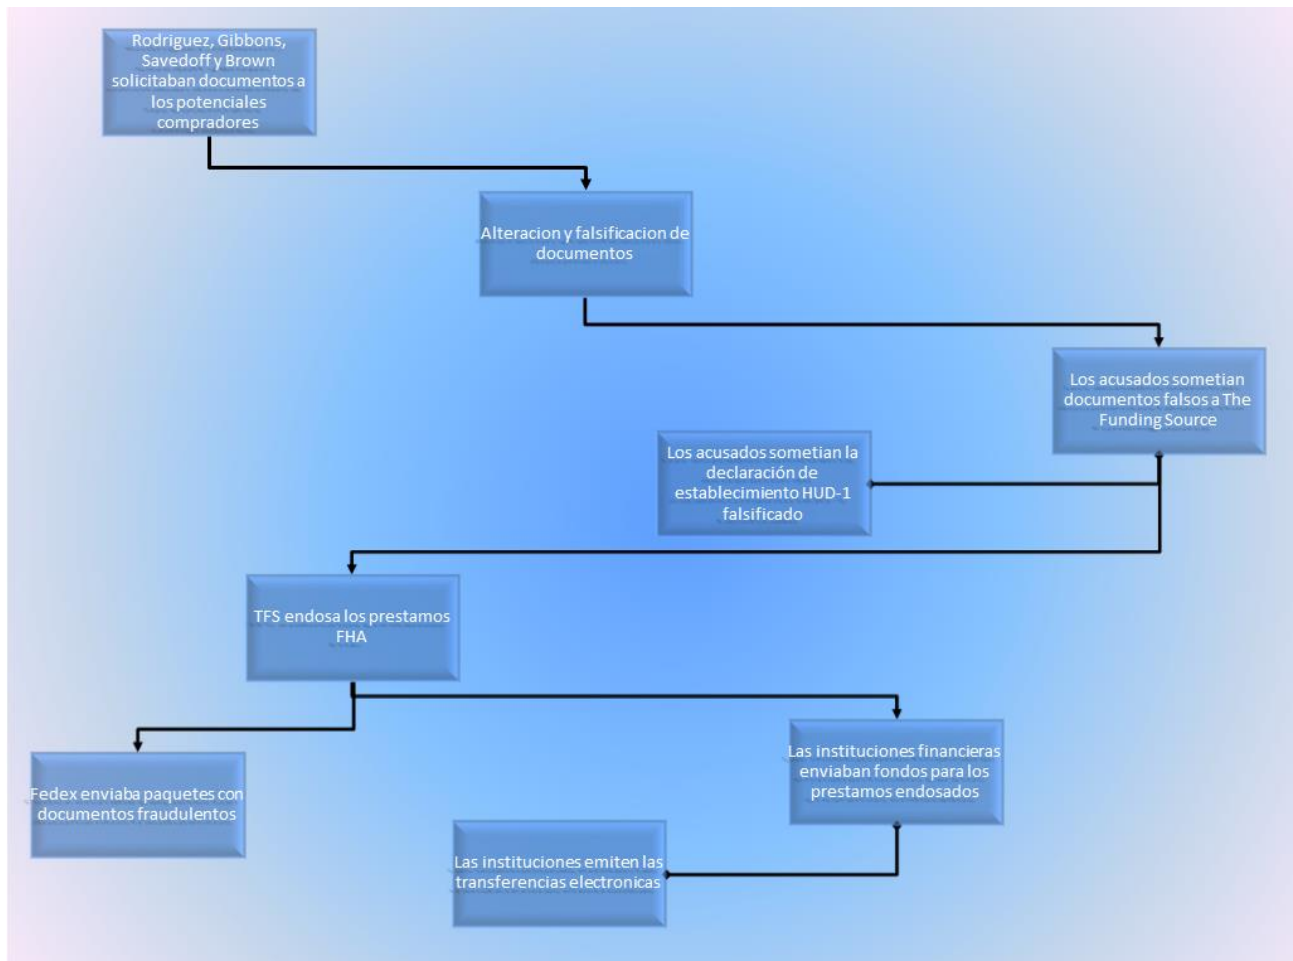 Rodriguez, Gibbons,
Savedoff y Brown
solicitaban documentos a
los potenciales
compradores
Alteracion y falsificacion de
documentos
Los acusados sometian
documentos falsos a The
Funding Source
Los acusados sometian la
declaración de
establecimiento HUD-1
falsificado
TFS endosa los prestamos
FHA
Las instituciones financieras
enviaban fondos para los
prestamos endosados
Fedex enviaba paquetes con
documentos fraudulentos
Las instituciones emiten las
transferencias electronicas